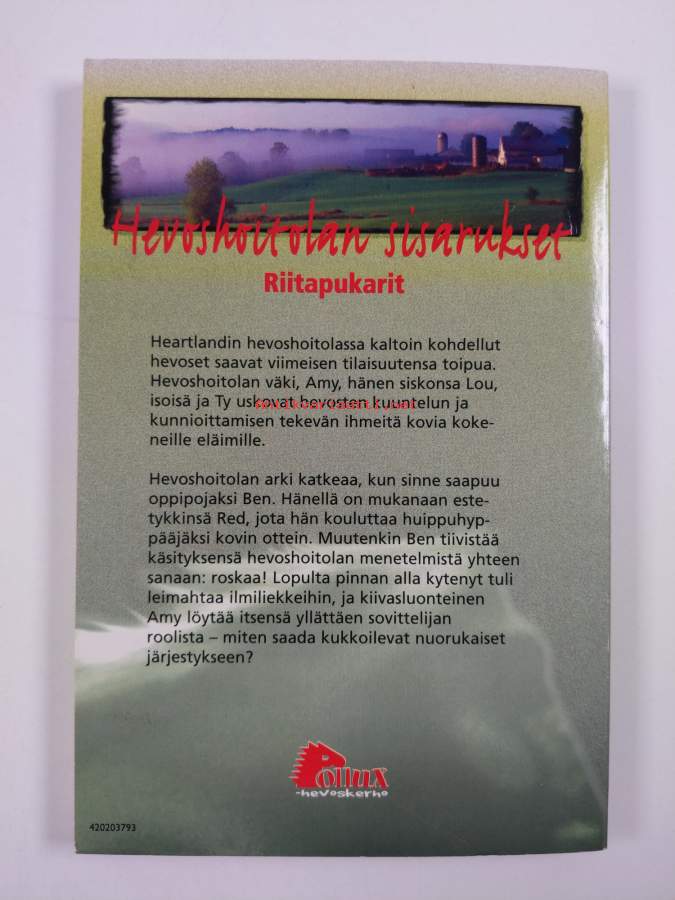 Hevoshoitolan sisarukset
Riitapukarit
Heartlandin hevoshoitolassa kaltoin kohdellut
hevoset saavat viimeisen tilaisuutensa toipua.
Hevoshoitolan väki, Amy, hänen siskonsa Lou,
isoisä ja Ty uskovat hevosten kuuntelun ja
kunnioittamisen tekevän ihmeitä kovia koke-
neille eläimille.
Hevoshoitolan arki katkeaa, kun sinne saapuu
oppipojaksi Ben. Hänellä on mukanaan este-
tykkinsä Red, jota hän kouluttaa huippuhyp-
pääjäksi kovin ottein. Muutenkin Ben tiivistää
käsityksensä hevoshoitolan menetelmistä yhteen
sanaan: roskaa! Lopulta pinnan alla kytenyt tuli
leimahtaa ilmiliekkeihin, ja kiivasluonteinen
Amy löytää itsensä yllättäen sovittelijan
roolista – miten saada kukkoilevat nuorukaiset
järjestykseen?
Pollux
-hevoskerho
420203793